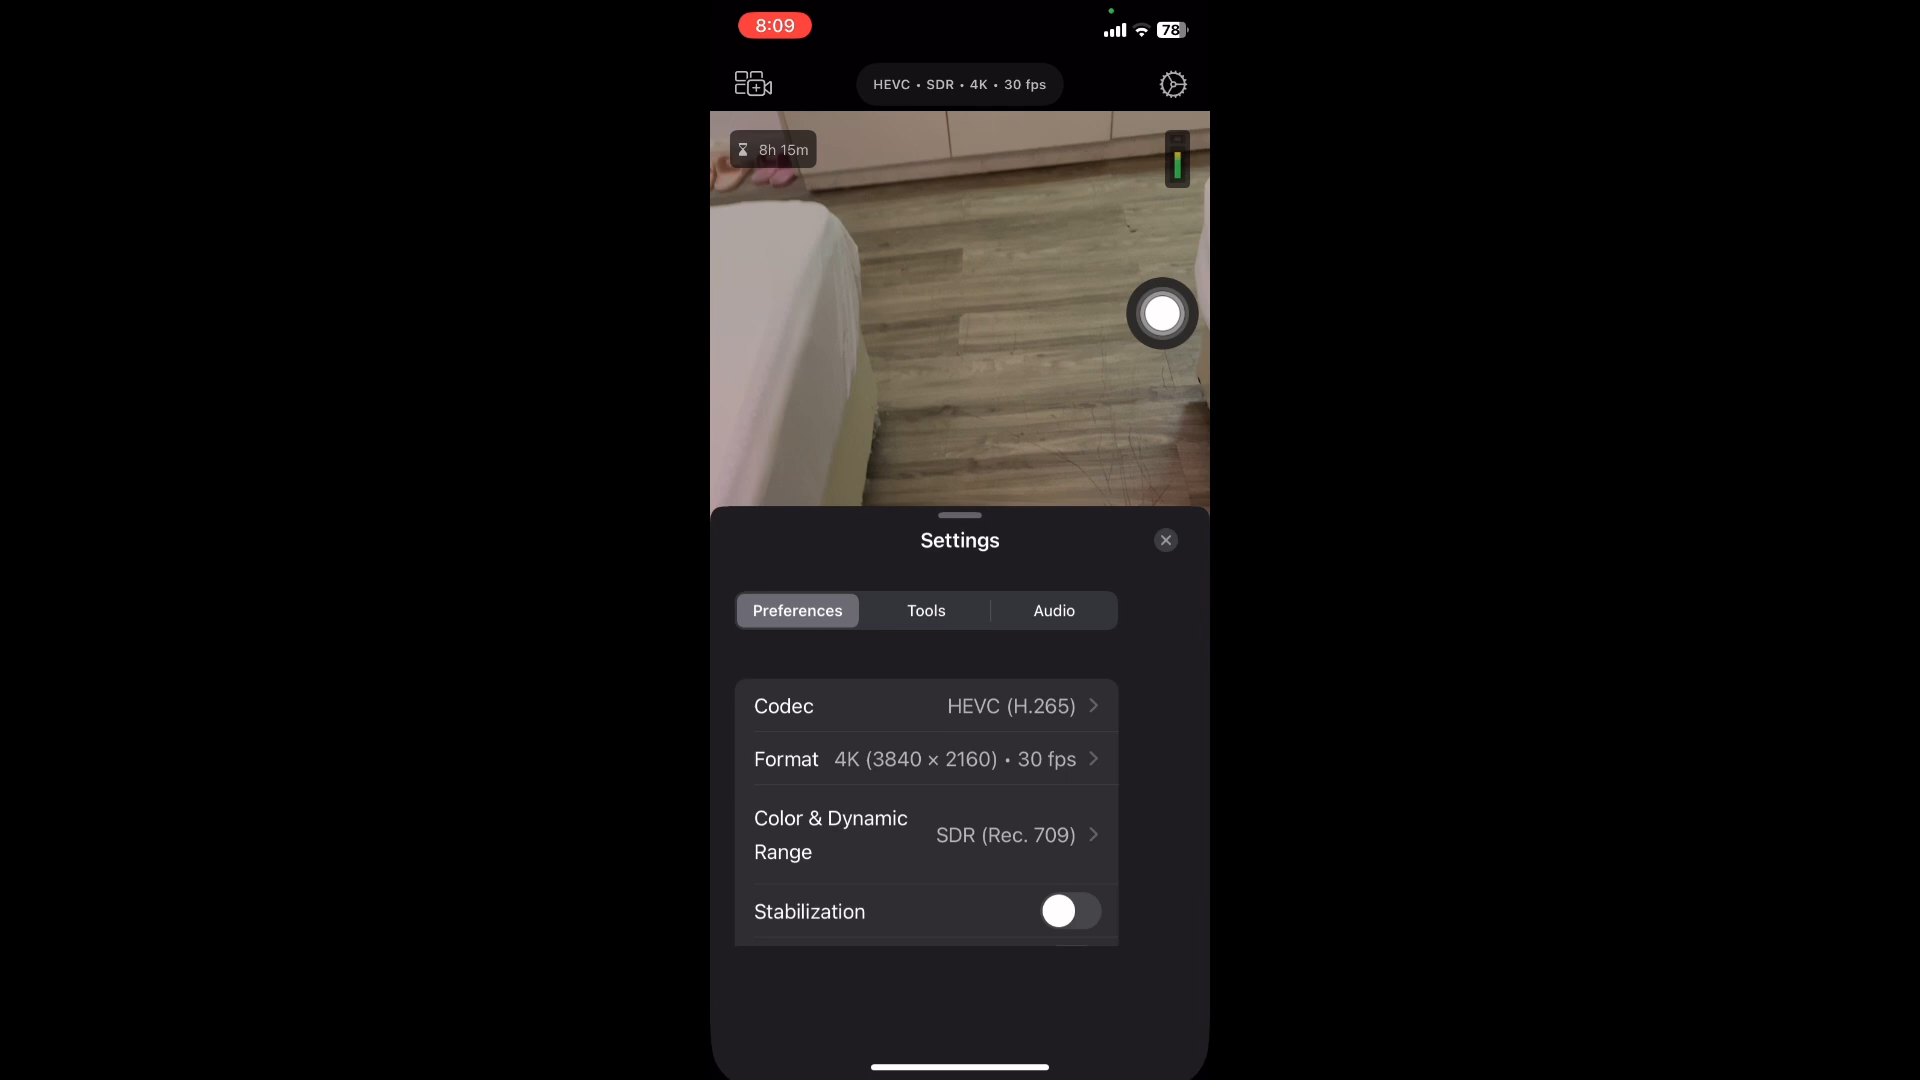 8:09
78
HEVC • SDR • 4K • 30 fps
8h 15m
Settings
Preferences
Tools
Audio
Codec
HEVC (H.265)
Format
4K (3840 × 2160) • 30 fps
Color & Dynamic
Range
SDR (Rec. 709)
Stabilization